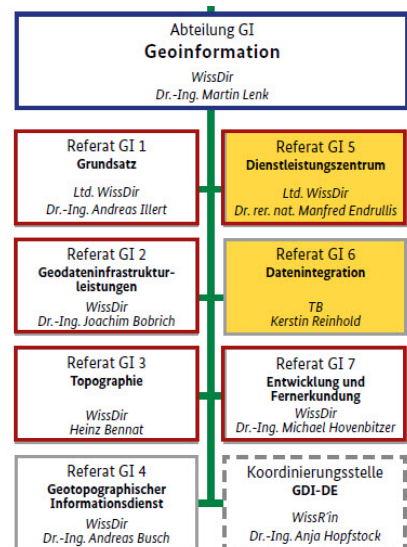 Abteilung GI
Geoinformation
WissDir
Dr.-Ing. Martin Lenk
Referat GI 1
Grundsatz
Ltd. WissDir
Dr.-Ing. Andreas Illert
Referat GI 5
Dienstleistungszentrum
Ltd. WissDir
Dr. rer. nat. Manfred Endrullis
Referat GI 2
Geodateninfrastruktur-
leistungen
WissDir
Dr.-Ing. Joachim Bobrich
Referat GI 6
Datenintegration
TB
Kerstin Reinhold
Referat GI 3
Topographie
WissDir
Heinz Bennat
Referat GI 7
Entwicklung und
Fernerkundung
WissDir
Dr.-Ing. Michael Hovenbitzer
Referat GI 4
Geotopographischer
Informationsdienst
WissDir
Dr.-Ing. Andreas Busch
Koordinierungsstelle
GDI-DE
WissR'in
Dr.-Ing. Anja Hopfstock